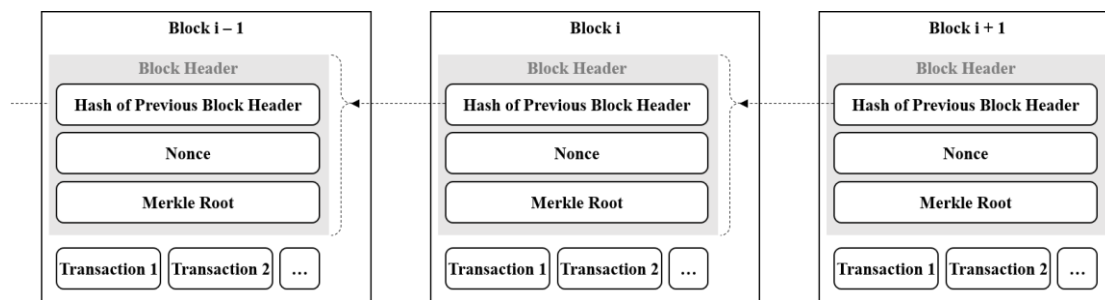 Block i – 1
Block Header
Hash of Previous Block Header
Nonce
Merkle Root
Transaction 1
Transaction 2
...
Block i
Block Header
Hash of Previous Block Header
Nonce
Merkle Root
Transaction 1
Transaction 2
...
Block i + 1
Block Header
Hash of Previous Block Header
Nonce
Merkle Root
Transaction 1
Transaction 2
...